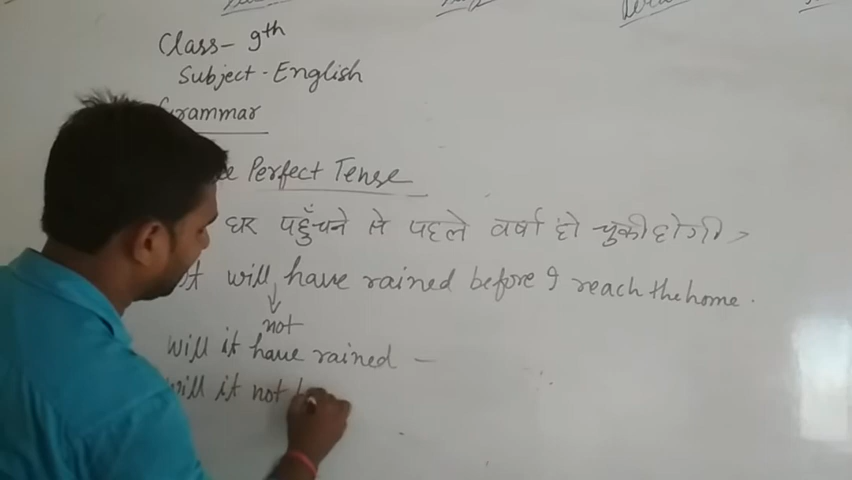 Class- 9th
Subject - English
Grammar
Perfect Tense
घर पहुँचने से पहले वर्षा हो चुकी होगी
will have rained before I reach the home.
not
will it have rained —
will it not